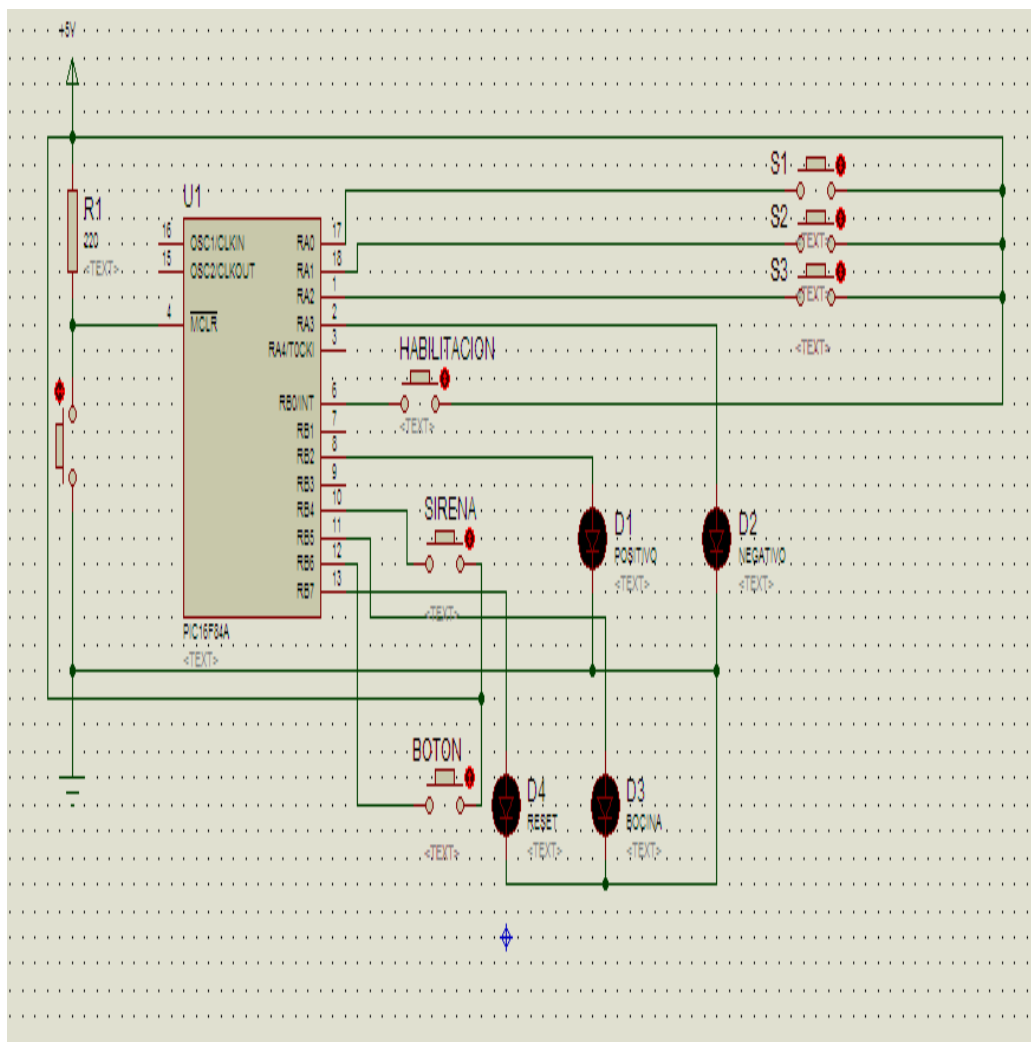 +5V
R1
220
<TEXT>
U1
16
OSC1/CLKIN
15
OSC2/CLKOUT
4
MCLR
RA0
17
RA1
18
RA2
1
RA3
2
RA4/T0CKI
3
RB0/INT
6
RB1
7
RB2
8
RB3
9
RB4
10
RB5
11
RB6
12
RB7
13
PIC16F84A
<TEXT>
S1
S2
<TEXT>
S3
<TEXT>
<TEXT>
HABILITACION
<TEXT>
SIRENA
<TEXT>
D1
POSITIVO
<TEXT>
D2
NEGATIVO
<TEXT>
BOTON
<TEXT>
D4
RESET
<TEXT>
D3
BOCINA
<TEXT>